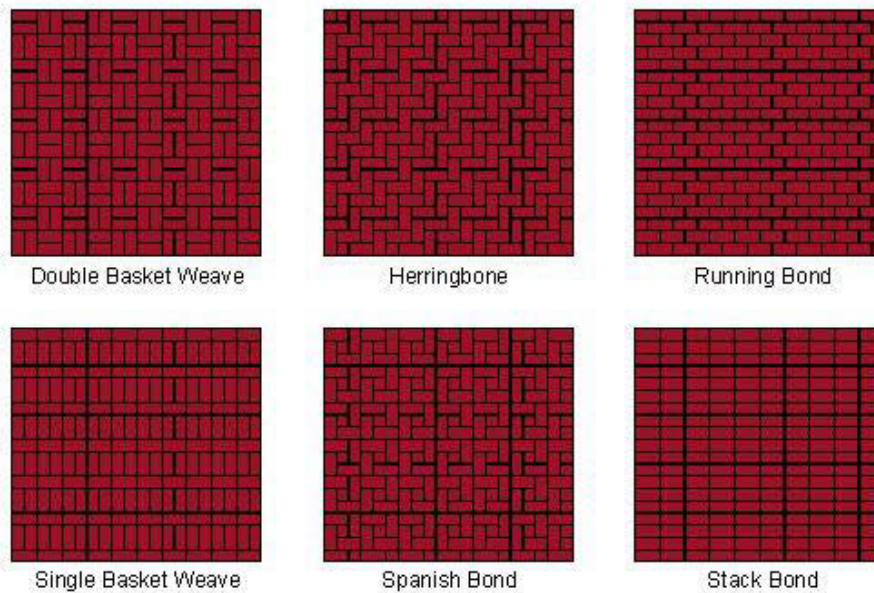 Double Basket Weave
Herringbone
Running Bond
Single Basket Weave
Spanish Bond
Stack Bond